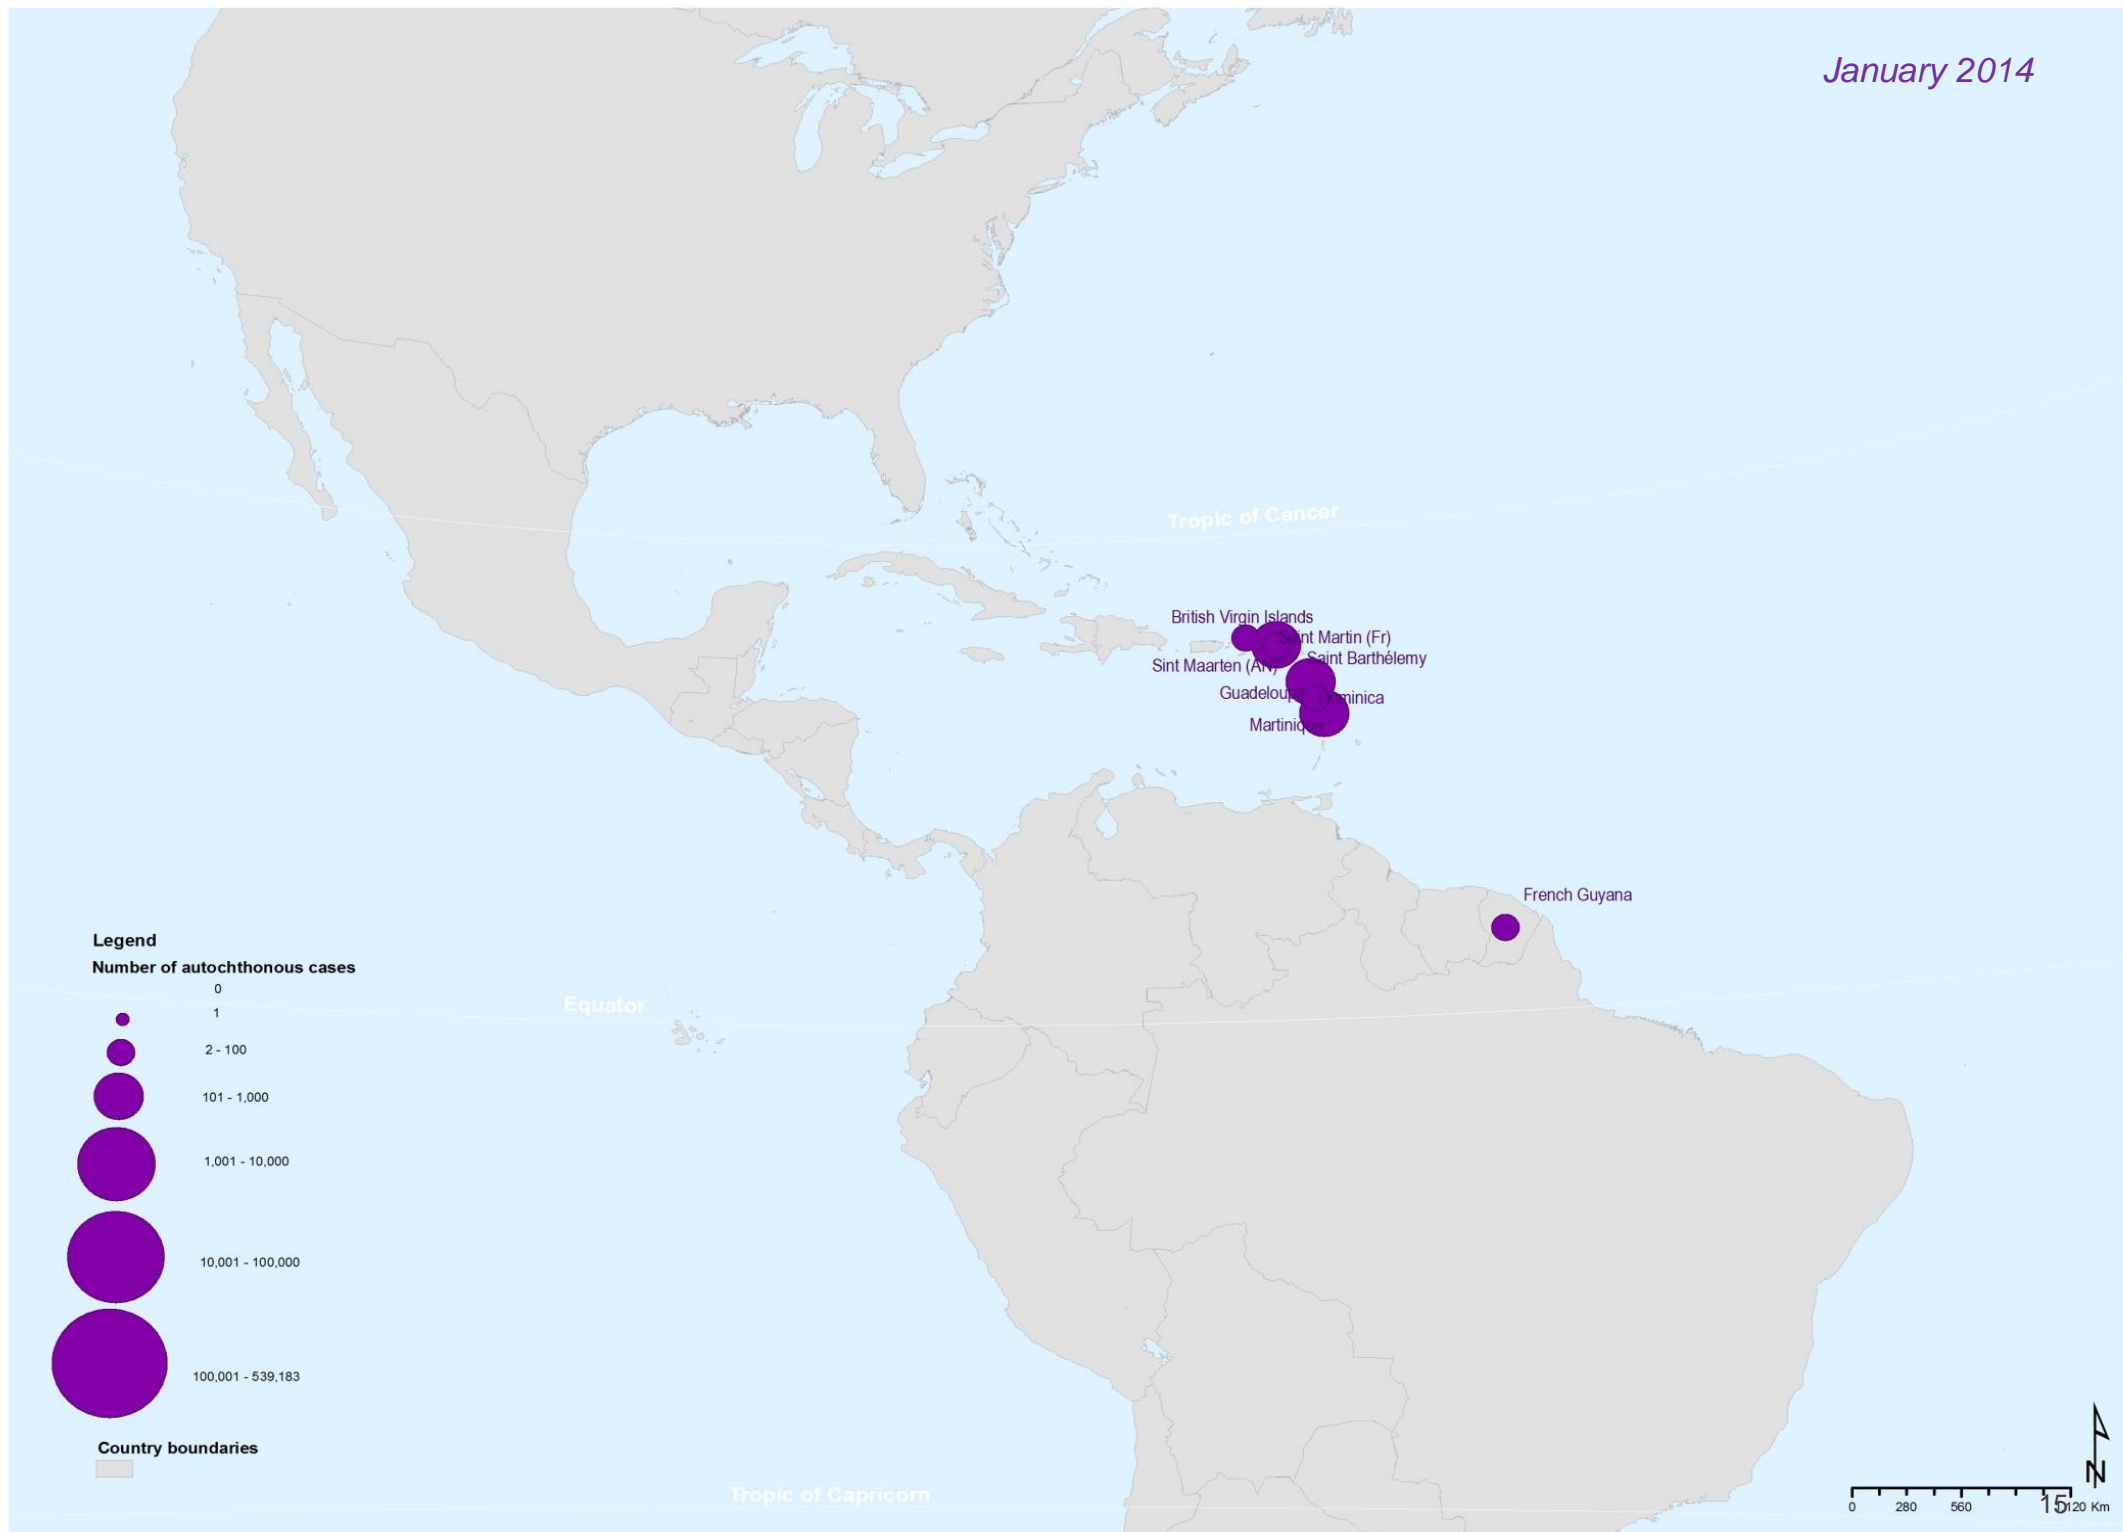 January 2014
Tropic of Cancer
British Virgin Islands
Saint Martin (Fr)
Saint Barthélemy
Sint Maarten (AN)
Guadeloupe
Dominica
Martinique
French Guyana
Legend
Number of autochthonous cases
0
1
2 - 100
101 - 1,000
1,001 - 10,000
10,001 - 100,000
100,001 - 539,183
Country boundaries
Equator
Tropic of Capricorn
N
0 280 560 1,120 Km
15